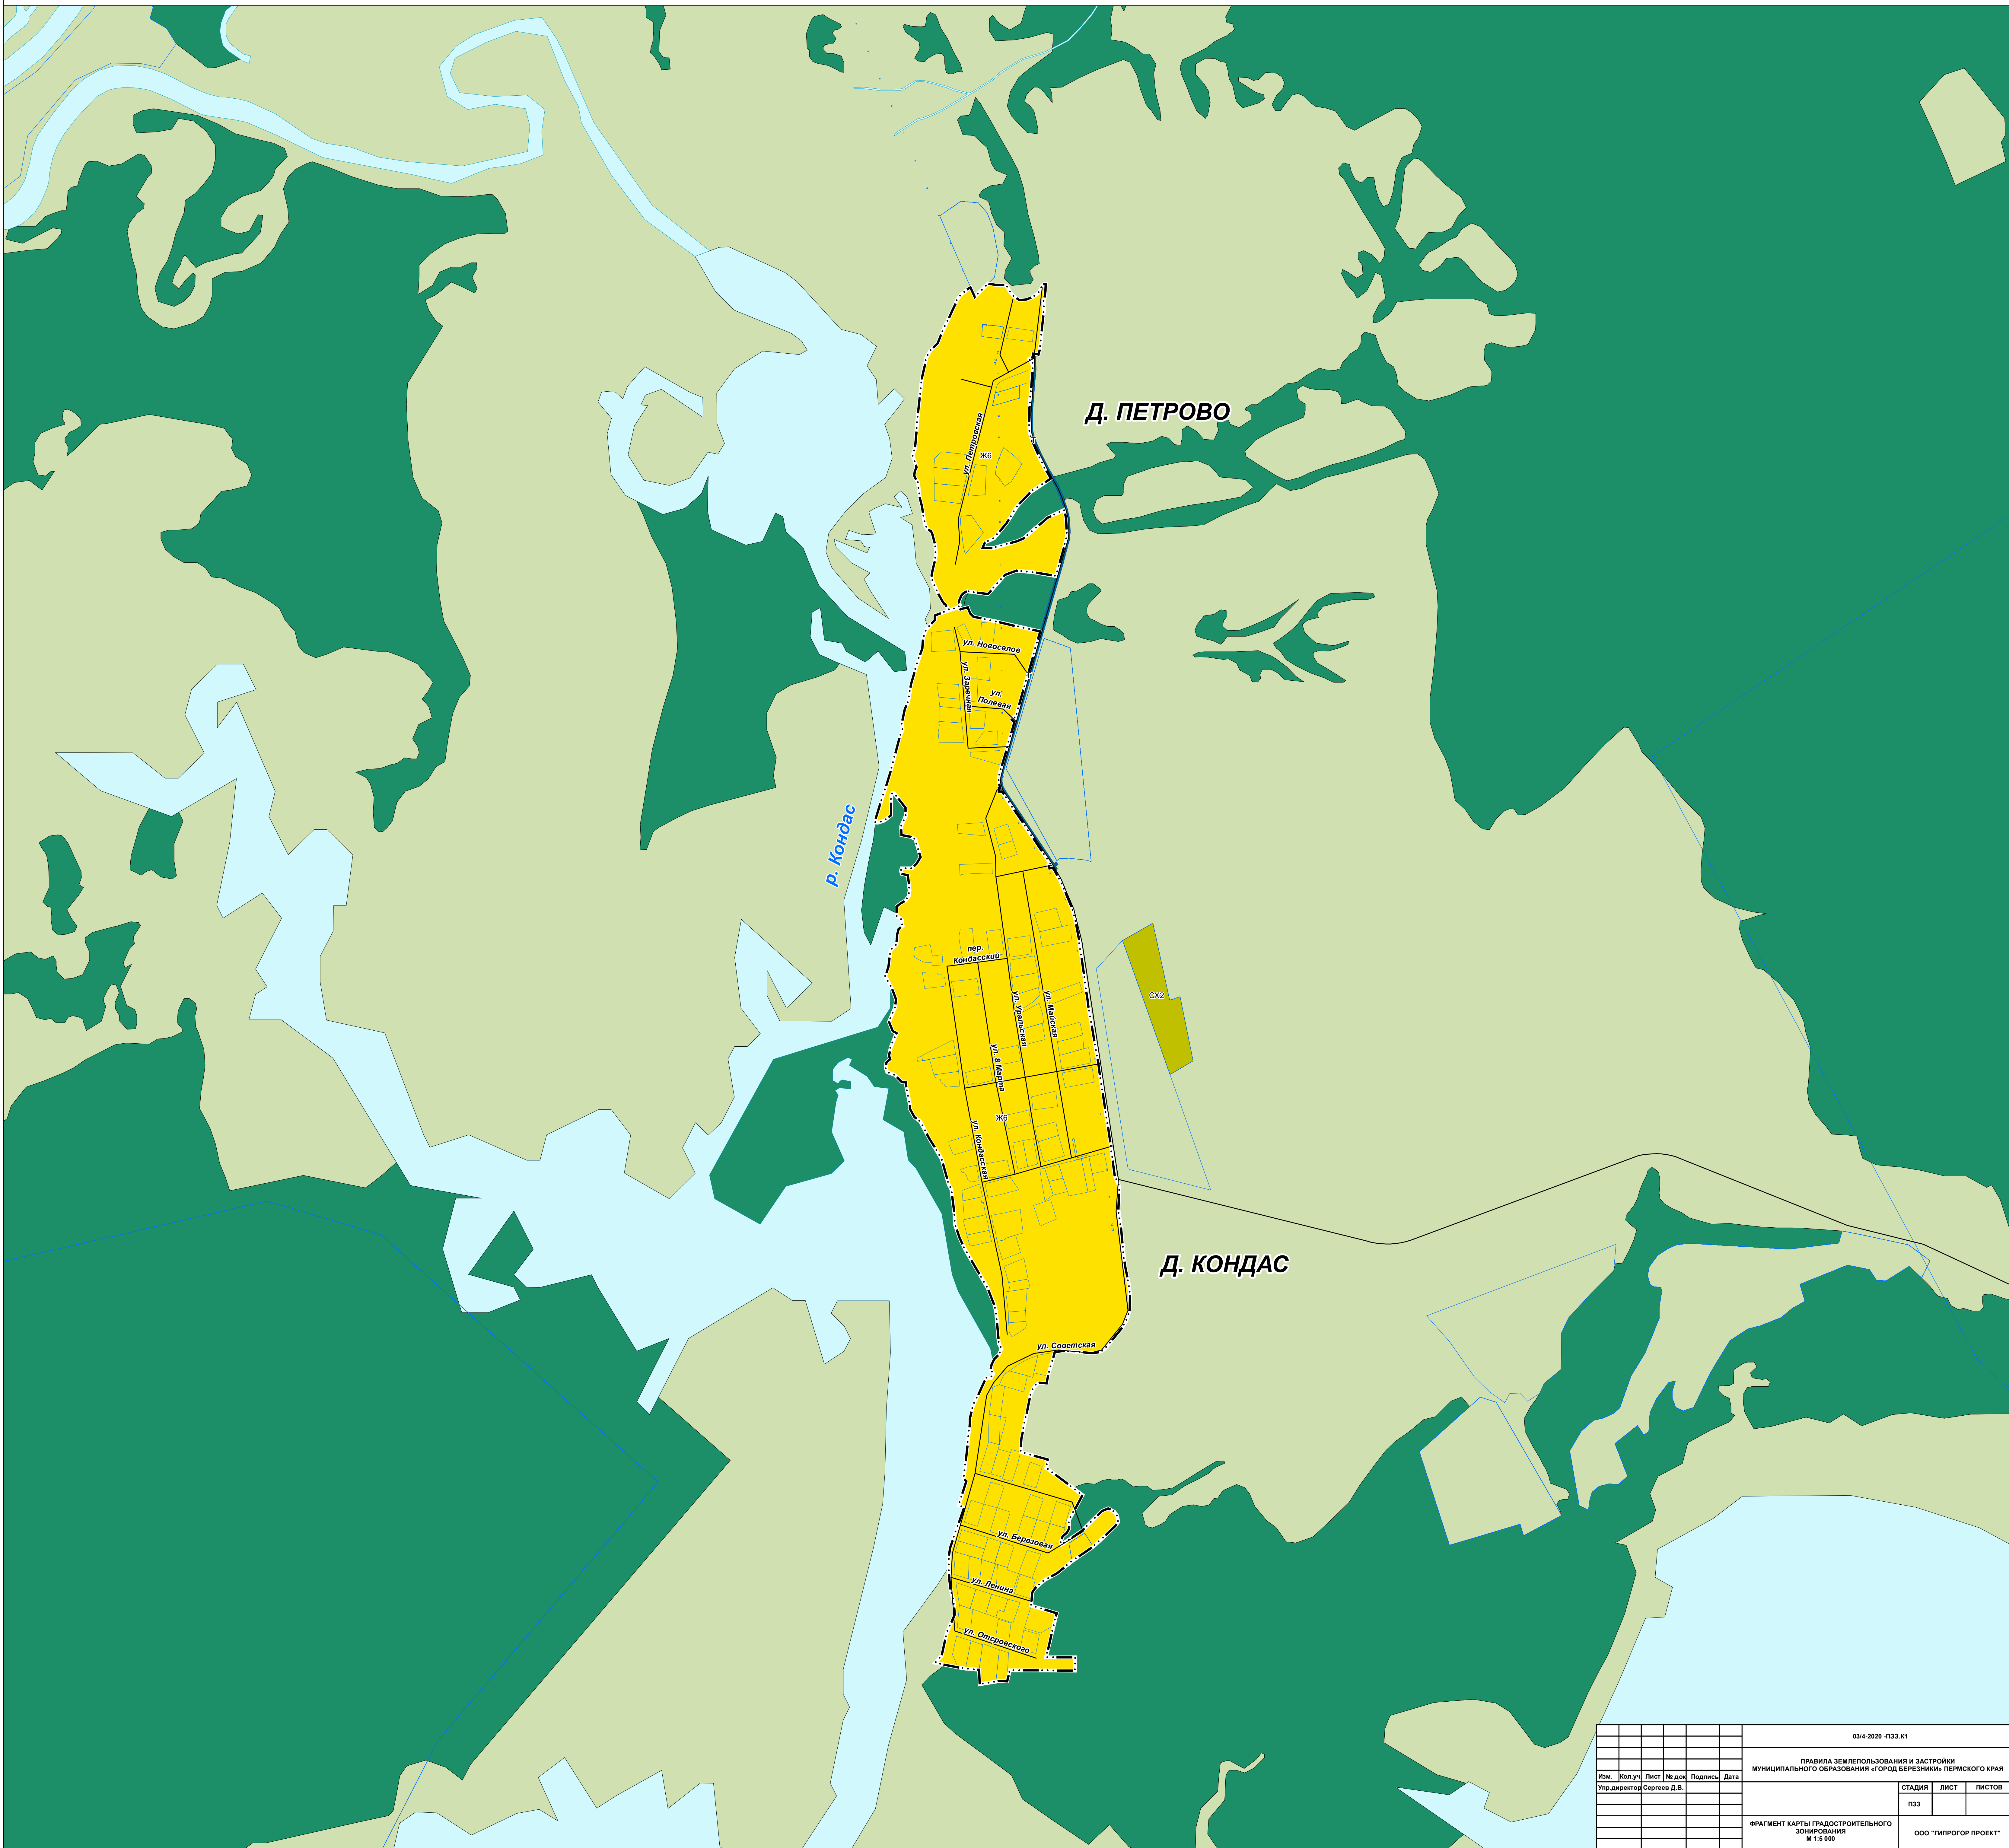 Д. ПЕТРОВО
ул. Петровская
Ж6
ул. Новоселов
ул. Заречная
ул.
Полевая
р. Кондас
пер.
Кондасский
СХ2
ул. Уральская
ул. Майская
ул. 8 Марта
Ж6
ул. Кондасская
Д. КОНДАС
ул. Советская
ул. Березовая
ул. Ленина
ул. Отсровского
03/4-2020 -ПЗЗ.К1
ПРАВИЛА ЗЕМЛЕПОЛЬЗОВАНИЯ И ЗАСТРОЙКИ
МУНИЦИПАЛЬНОГО ОБРАЗОВАНИЯ «ГОРОД БЕРЕЗНИКИ» ПЕРМСКОГО КРАЯ
Изм. Кол.уч Лист № док Подпись Дата
Упр.директор Сергеев Д.В.
СТАДИЯ ЛИСТ ЛИСТОВ
ПЗЗ
ФРАГМЕНТ КАРТЫ ГРАДОСТРОИТЕЛЬНОГО
ЗОНИРОВАНИЯ
М 1:5 000
ООО "ГИПРОГОР ПРОЕКТ"